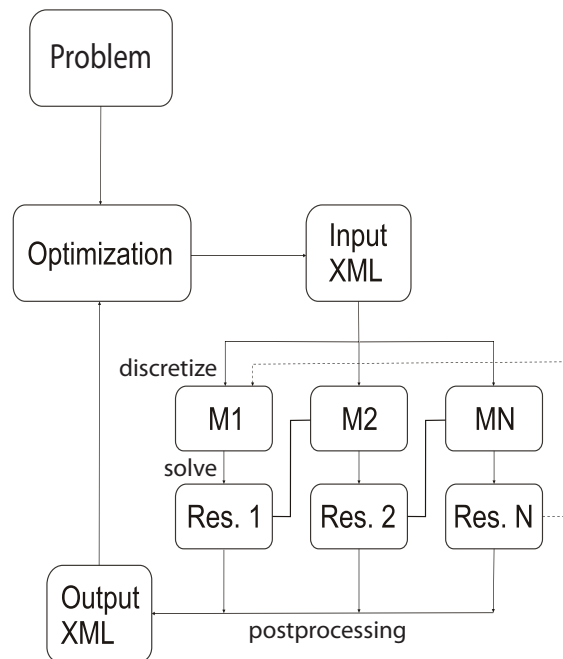 Problem
Optimization
Input
XML
discretize
M1
M2
MN
solve
Res. 1
Res. 2
Res. N
Output
XML
postprocessing